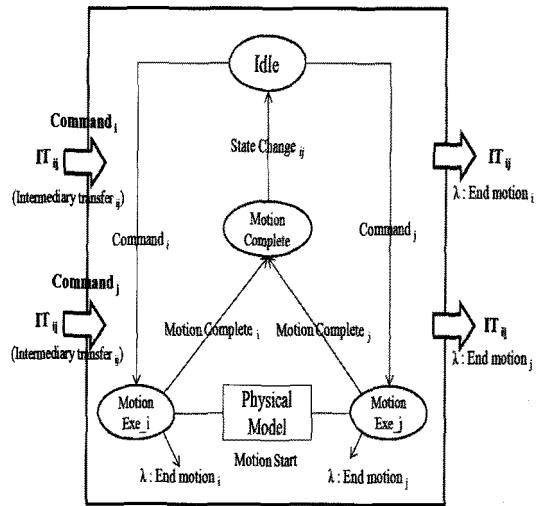 Idle
Command i
IT ij
(Intermediary transfer ij)
State Change ij
IT ij
λ : End motion i
Motion
Complete
Command i
Command j
Command j
IT ij
(Intermediary transfer ij)
Motion Complete i
Motion Complete j
IT ij
λ : End motion j
Motion
Exe_i
Physical
Model
Motion
Exe_j
Motion Start
λ : End motion i
λ : End motion j